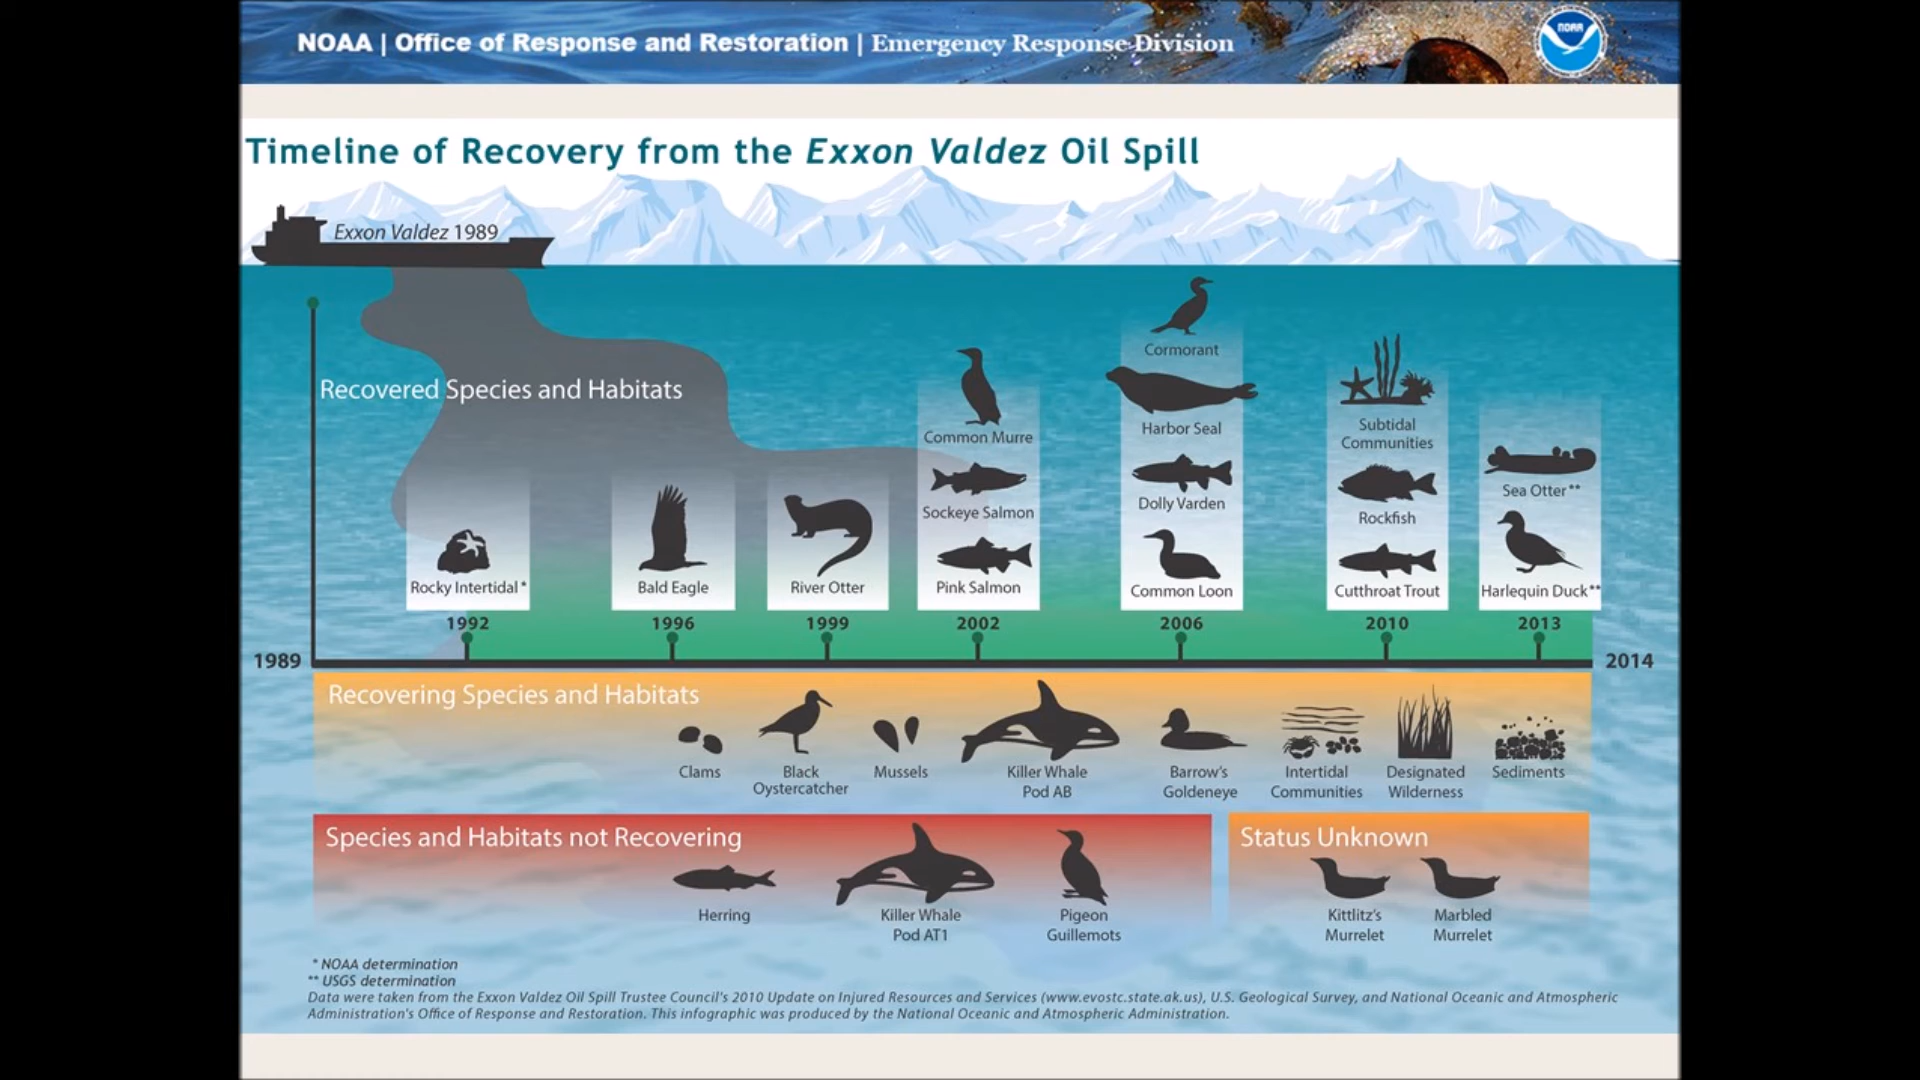 NOAA | Office of Response and Restoration | Emergency Response Division
NOAA
Timeline of Recovery from the Exxon Valdez Oil Spill
Exxon Valdez 1989
Recovered Species and Habitats
Rocky Intertidal*
Bald Eagle
River Otter
Common Murre
Sockeye Salmon
Pink Salmon
Cormorant
Harbor Seal
Dolly Varden
Common Loon
Subtidal
Communities
Rockfish
Cutthroat Trout
Sea Otter**
Harlequin Duck**
1992
1996
1999
2002
2006
2010
2013
1989
2014
Recovering Species and Habitats
Clams
Black
Oystercatcher
Mussels
Killer Whale
Pod AB
Barrow's
Goldeneye
Intertidal
Communities
Designated
Wilderness
Sediments
Species and Habitats not Recovering
Herring
Killer Whale
Pod AT1
Pigeon
Guillemots
Status Unknown
Kittlitz's
Murrelet
Marbled
Murrelet
* NOAA determination
** USGS determination
Data were taken from the Exxon Valdez Oil Spill Trustee Council's 2010 Update on Injured Resources and Services (www.evostc.state.ak.us), U.S. Geological Survey, and National Oceanic and Atmospheric
Administration's Office of Response and Restoration. This infographic was produced by the National Oceanic and Atmospheric Administration.